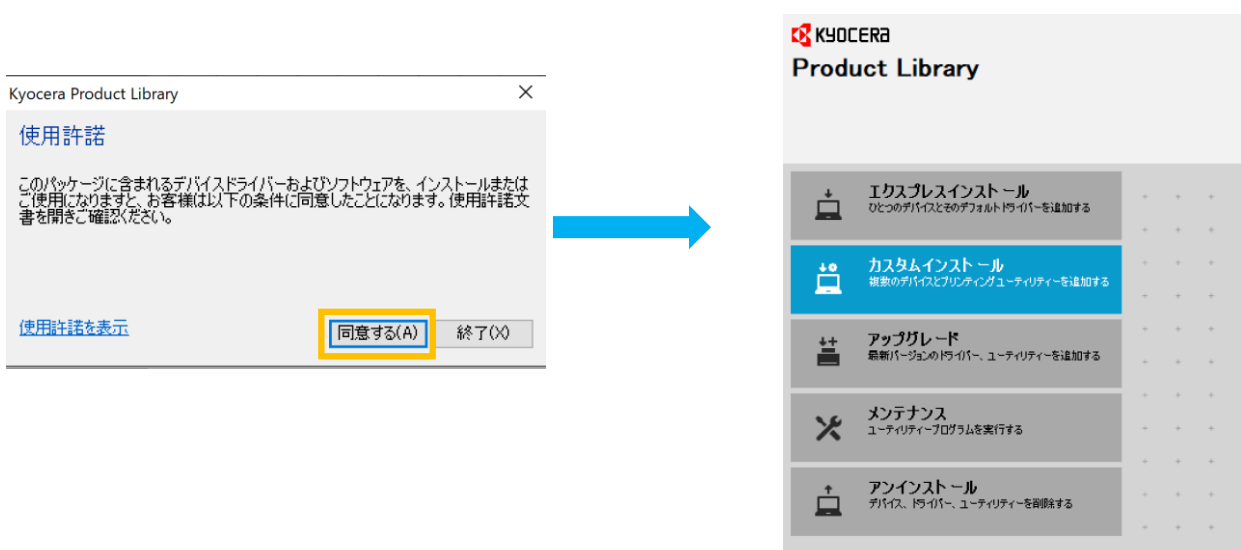 Kyocera Product Library
使用許諾
このパッケージに含まれるデバイスドライバーおよびソフトウェアを、インストールまたは
ご使用になりますと、お客様は以下の条件に同意したことになります。使用許諾文
書を開きご確認ください。
使用許諾を表示
同意する(A)
終了(X)
KYOCERA
Product Library
エクスプレスインストール
ひとつのデバイスとそのデフォルトドライバーを追加する
カスタムインストール
複数のデバイスとプリンティングユーティリティーを追加する
アップグレード
最新バージョンのドライバー、ユーティリティーを追加する
メンテナンス
ユーティリティープログラムを実行する
アンインストール
デバイス、ドライバー、ユーティリティーを削除する